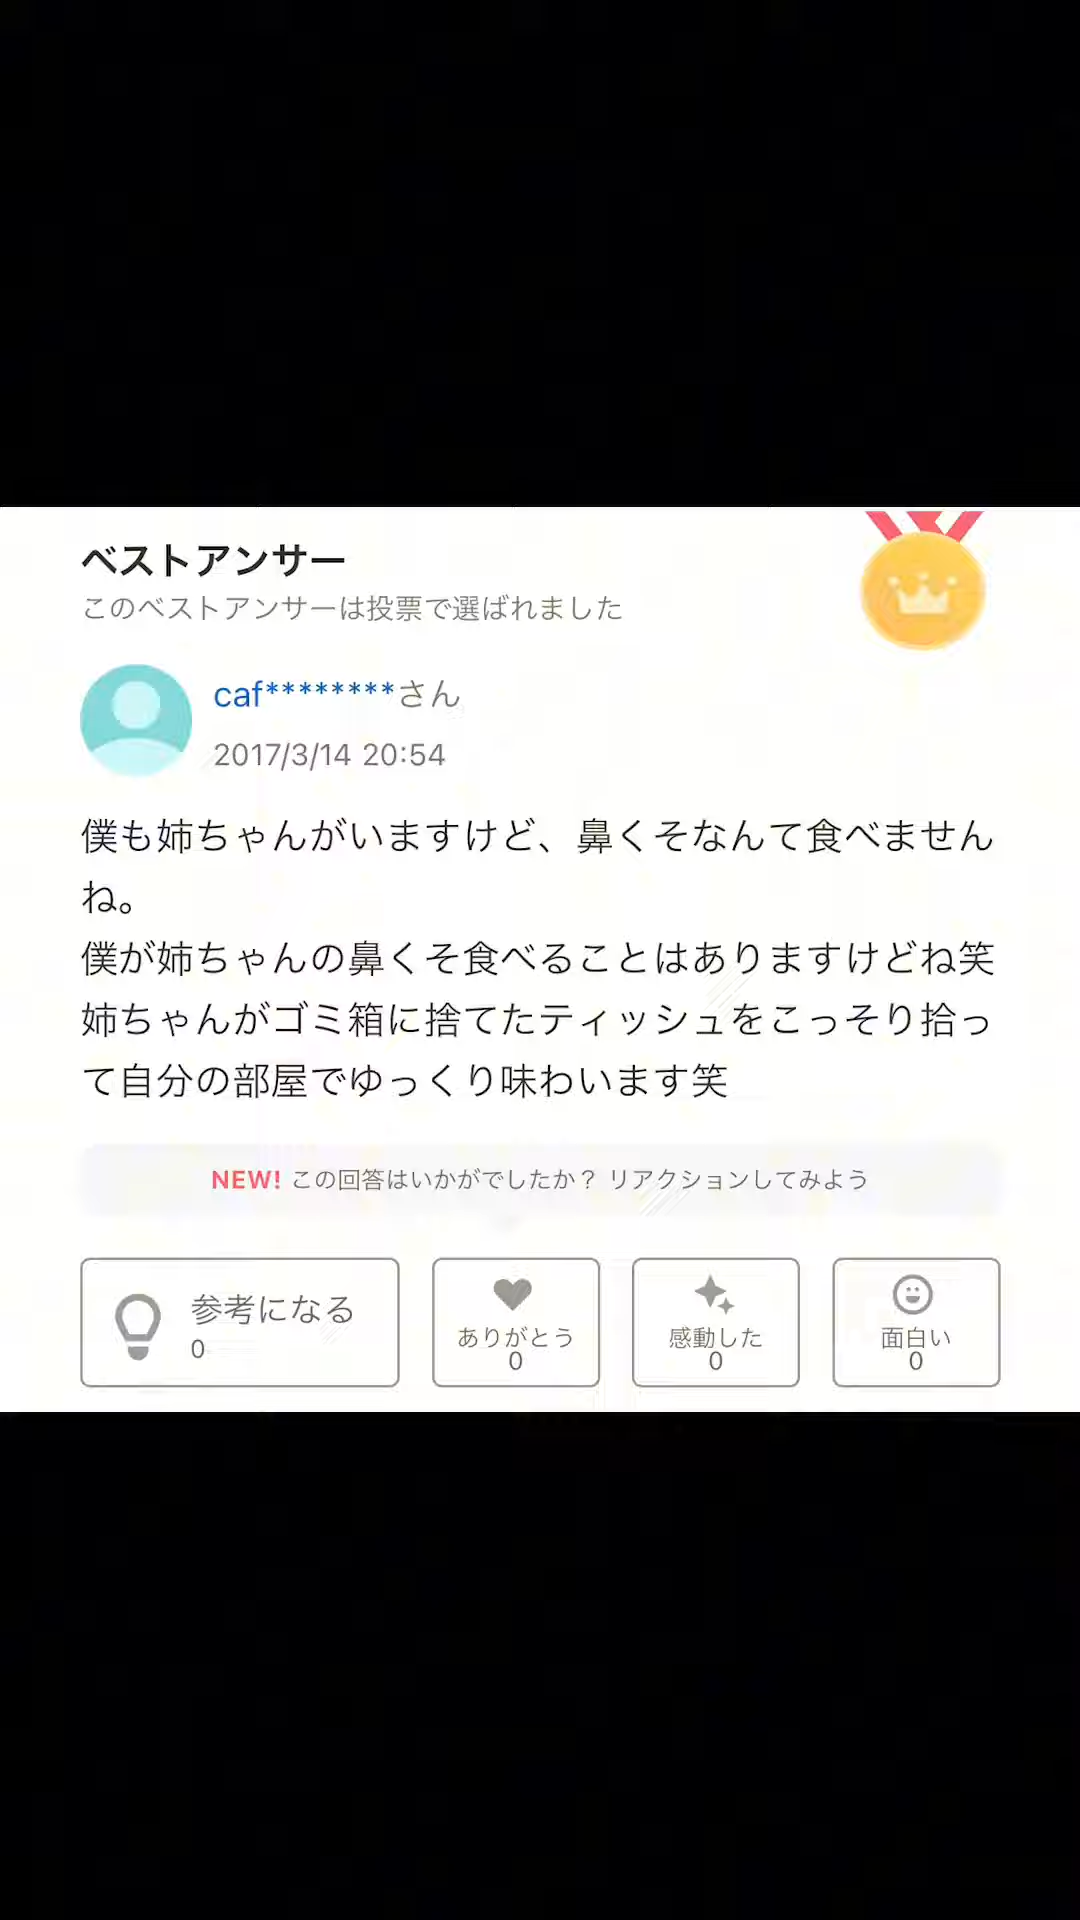 ベストアンサー
このベストアンサーは投票で選ばれました
caf********さん
2017/3/14 20:54
僕も姉ちゃんがいますけど、鼻くそなんて食べません
ね。
僕が姉ちゃんの鼻くそ食べることはありますけどね笑
姉ちゃんがゴミ箱に捨てたティッシュをこっそり拾っ
て自分の部屋でゆっくり味わいます笑
NEW! この回答はいかがでしたか？ リアクションしてみよう
参考になる
0
ありがとう
0
感動した
0
面白い
0